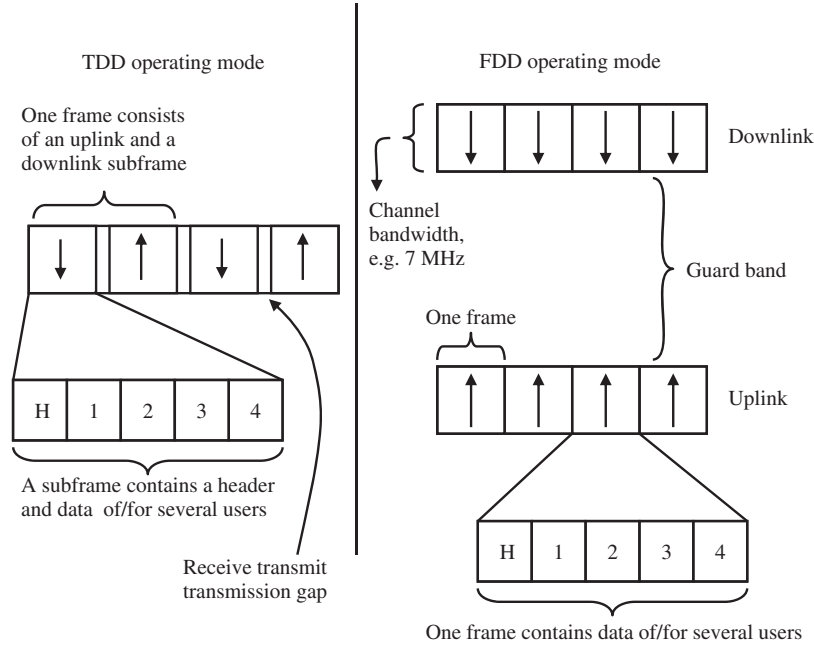 TDD operating mode
One frame consists
of an uplink and a
downlink subframe
H 1 2 3 4
A subframe contains a header
and data of/for several users
Receive transmit
transmission gap
FDD operating mode
Downlink
Channel
bandwidth,
e.g. 7 MHz
Guard band
One frame
Uplink
H 1 2 3 4
One frame contains data of/for several users